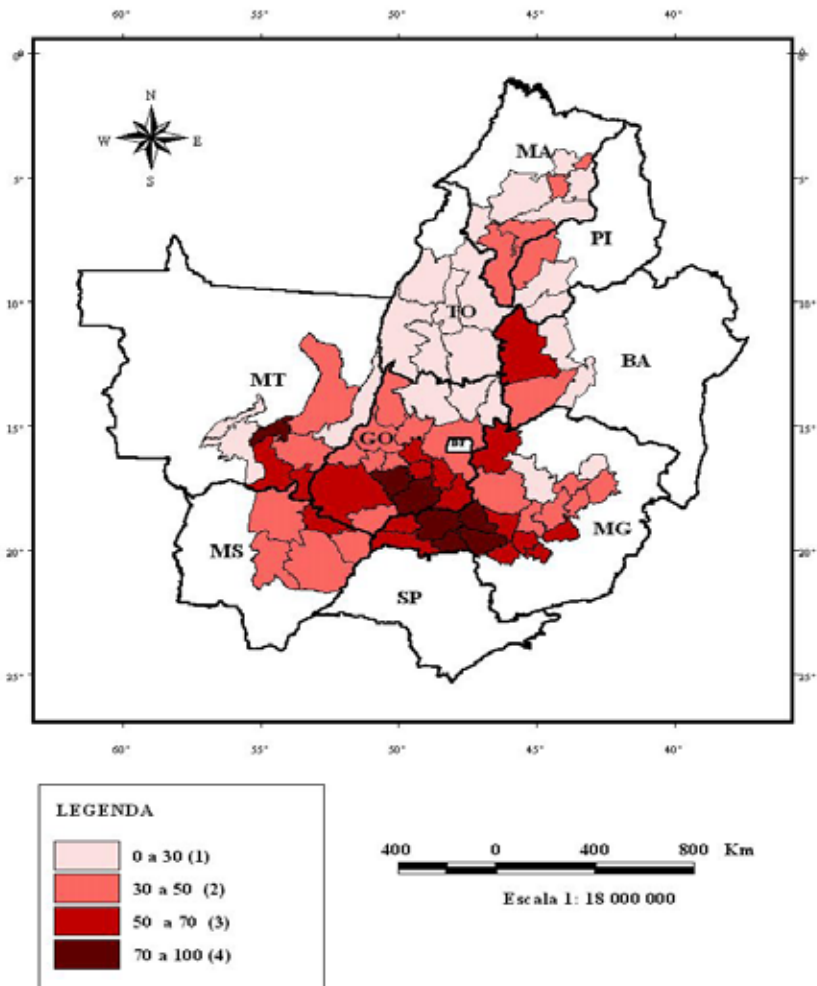 60° 55° 50° 45° 40°
0° 0°
N
W E
S
MA
5° 5°
PI
10° 10°
TO
BA
MT
15° 15°
GO DF
MG
MS
20° 20°
SP
25° 25°
60° 55° 50° 45° 40°
LEGENDA
0 a 30 (1)
30 a 50 (2)
50 a 70 (3)
70 a 100 (4)
400 0 400 800 Km
Escala 1: 18 000 000